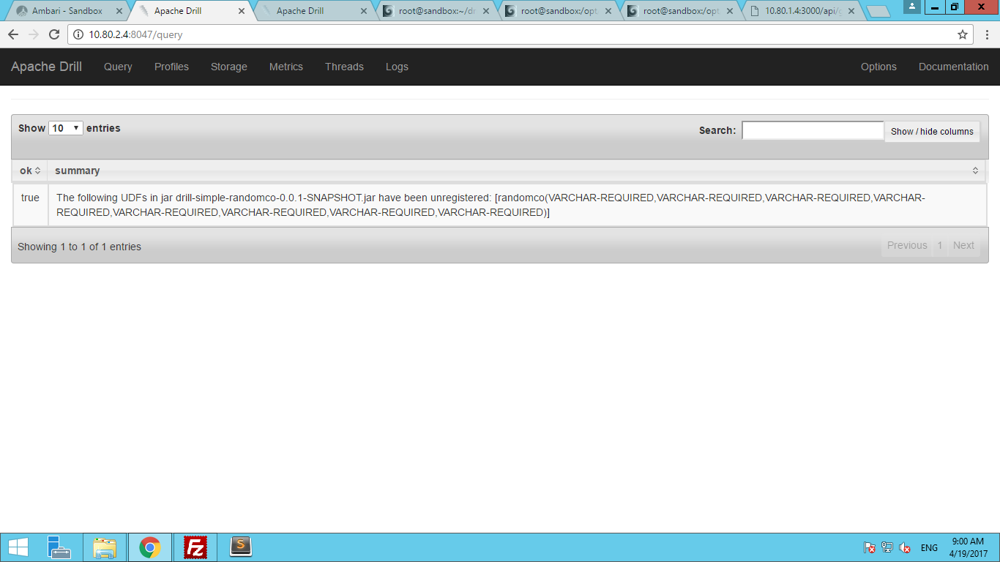 Ambari - Sandbox
Apache Drill
Apache Drill
root@sandbox:~/dr
root@sandbox:/opt
root@sandbox:/opt
10.80.1.4:3000/api/g
10.80.2.4:8047/query
Apache Drill Query Profiles Storage Metrics Threads Logs Options Documentation
Show 10 entries Search: Show / hide columns
ok summary
true The following UDFs in jar drill-simple-randomco-0.0.1-SNAPSHOT.jar have been unregistered: [randomco(VARCHAR-REQUIRED,VARCHAR-REQUIRED,VARCHAR-REQUIRED,VARCHAR-
REQUIRED,VARCHAR-REQUIRED,VARCHAR-REQUIRED,VARCHAR-REQUIRED,VARCHAR-REQUIRED)]
Showing 1 to 1 of 1 entries Previous 1 Next
Fz
S
ENG
9:00 AM
4/19/2017